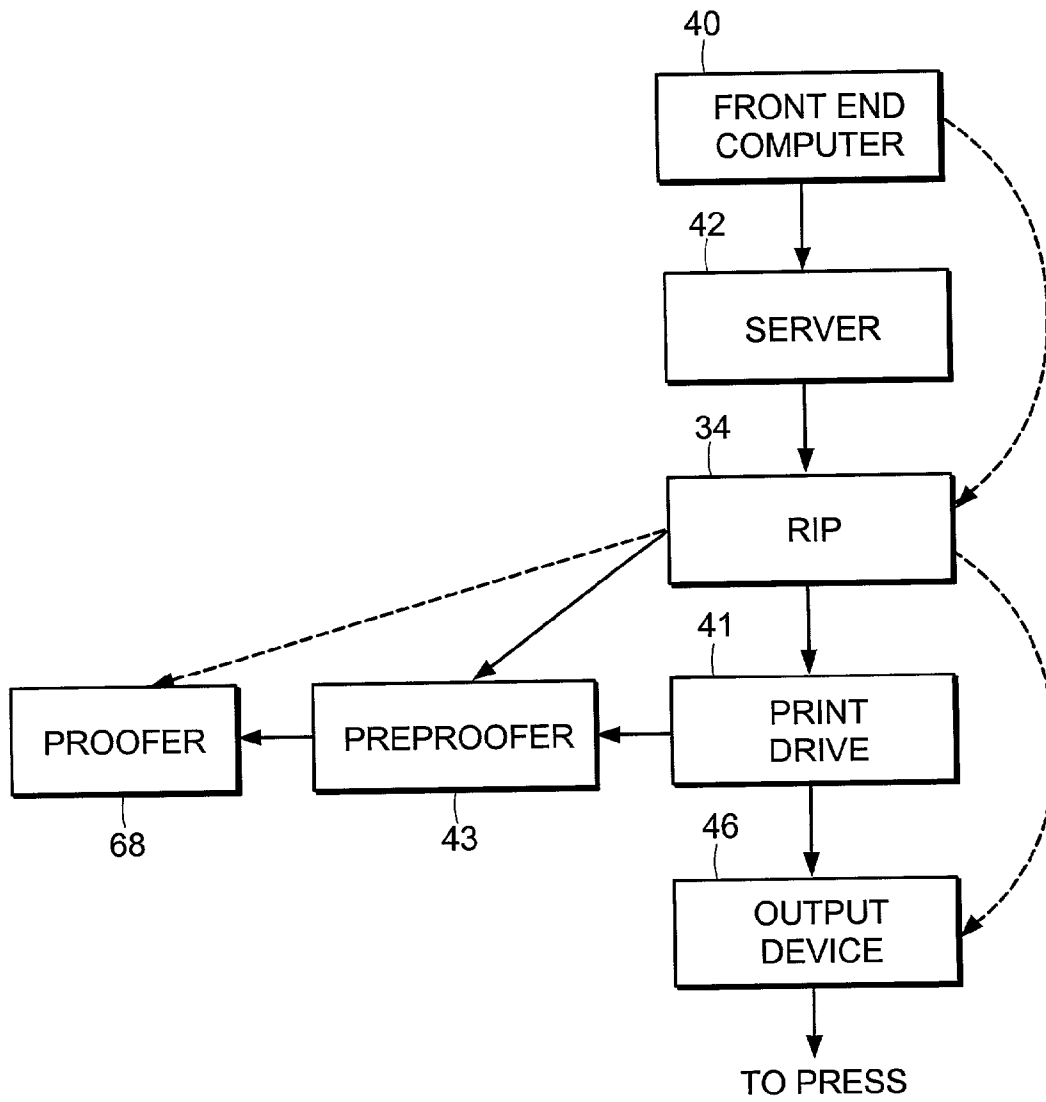 40
FRONT END
COMPUTER
42
SERVER
34
RIP
41
PRINT
DRIVE
PREPROOFER
PROOFER
68
43
46
OUTPUT
DEVICE
TO PRESS